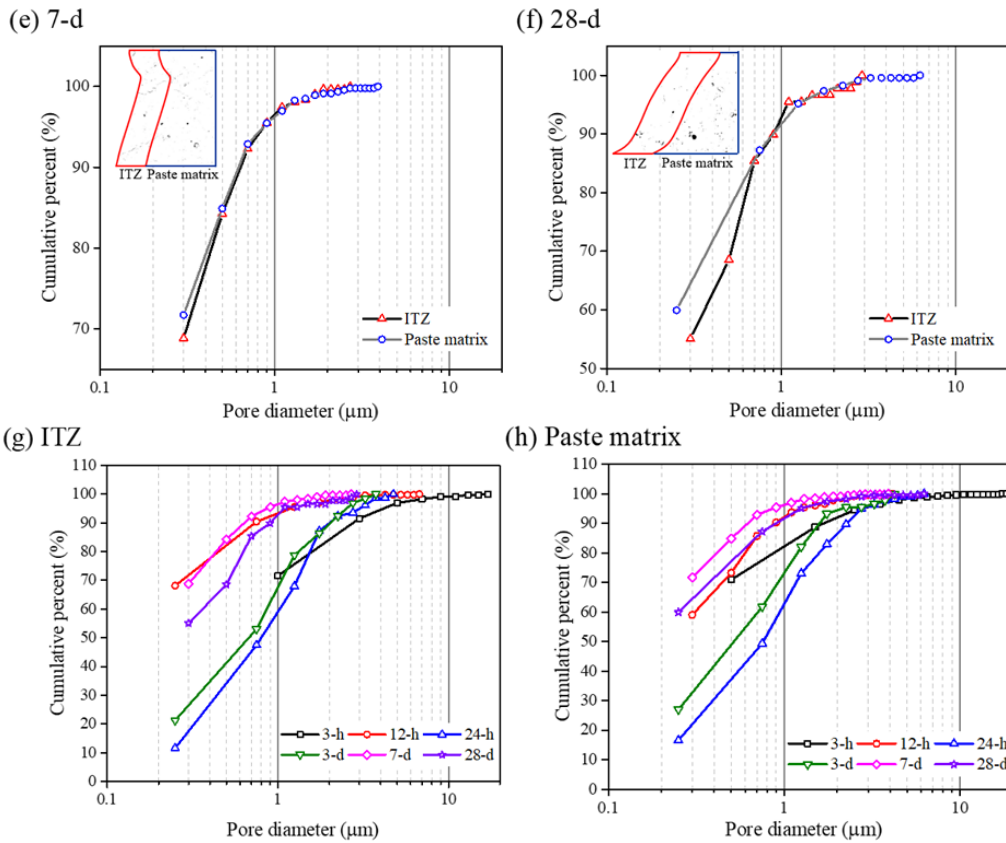 (e) 7-d
Cumulative percent (%)
100
90
80
70
ITZ Paste matrix
ITZ
Paste matrix
0.1 1 10
Pore diameter (μm)
(f) 28-d
Cumulative percent (%)
100
90
80
70
60
50
ITZ Paste matrix
ITZ
Paste matrix
0.1 1 10
Pore diameter (μm)
(g) ITZ
Cumulative percent (%)
110
100
90
80
70
60
50
40
30
20
10
0
3-h 12-h 24-h
3-d 7-d 28-d
0.1 1 10
Pore diameter (μm)
(h) Paste matrix
Cumulative percent (%)
110
100
90
80
70
60
50
40
30
20
10
0
3-h 12-h 24-h
3-d 7-d 28-d
0.1 1 10
Pore diameter (μm)